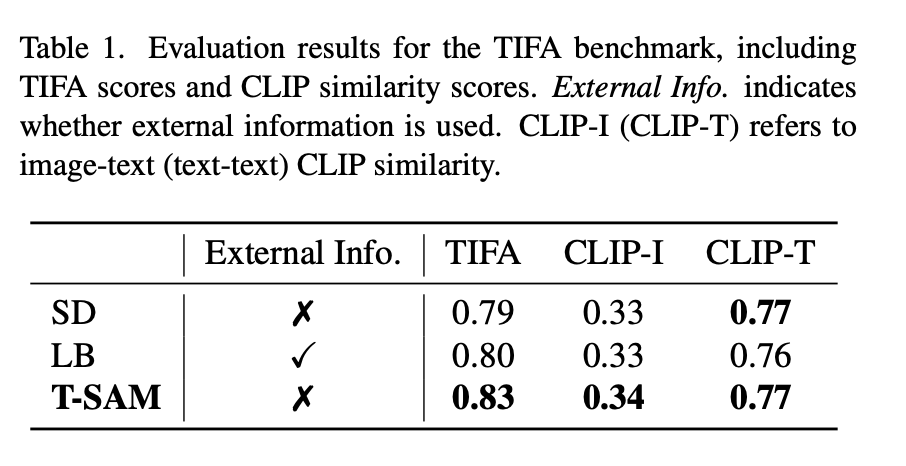 Table 1. Evaluation results for the TIFA benchmark, including
TIFA scores and CLIP similarity scores. External Info. indicates
whether external information is used. CLIP-I (CLIP-T) refers to
image-text (text-text) CLIP similarity.
External Info. TIFA CLIP-I CLIP-T
SD ✗ 0.79 0.33 0.77
LB ✓ 0.80 0.33 0.76
T-SAM ✗ 0.83 0.34 0.77